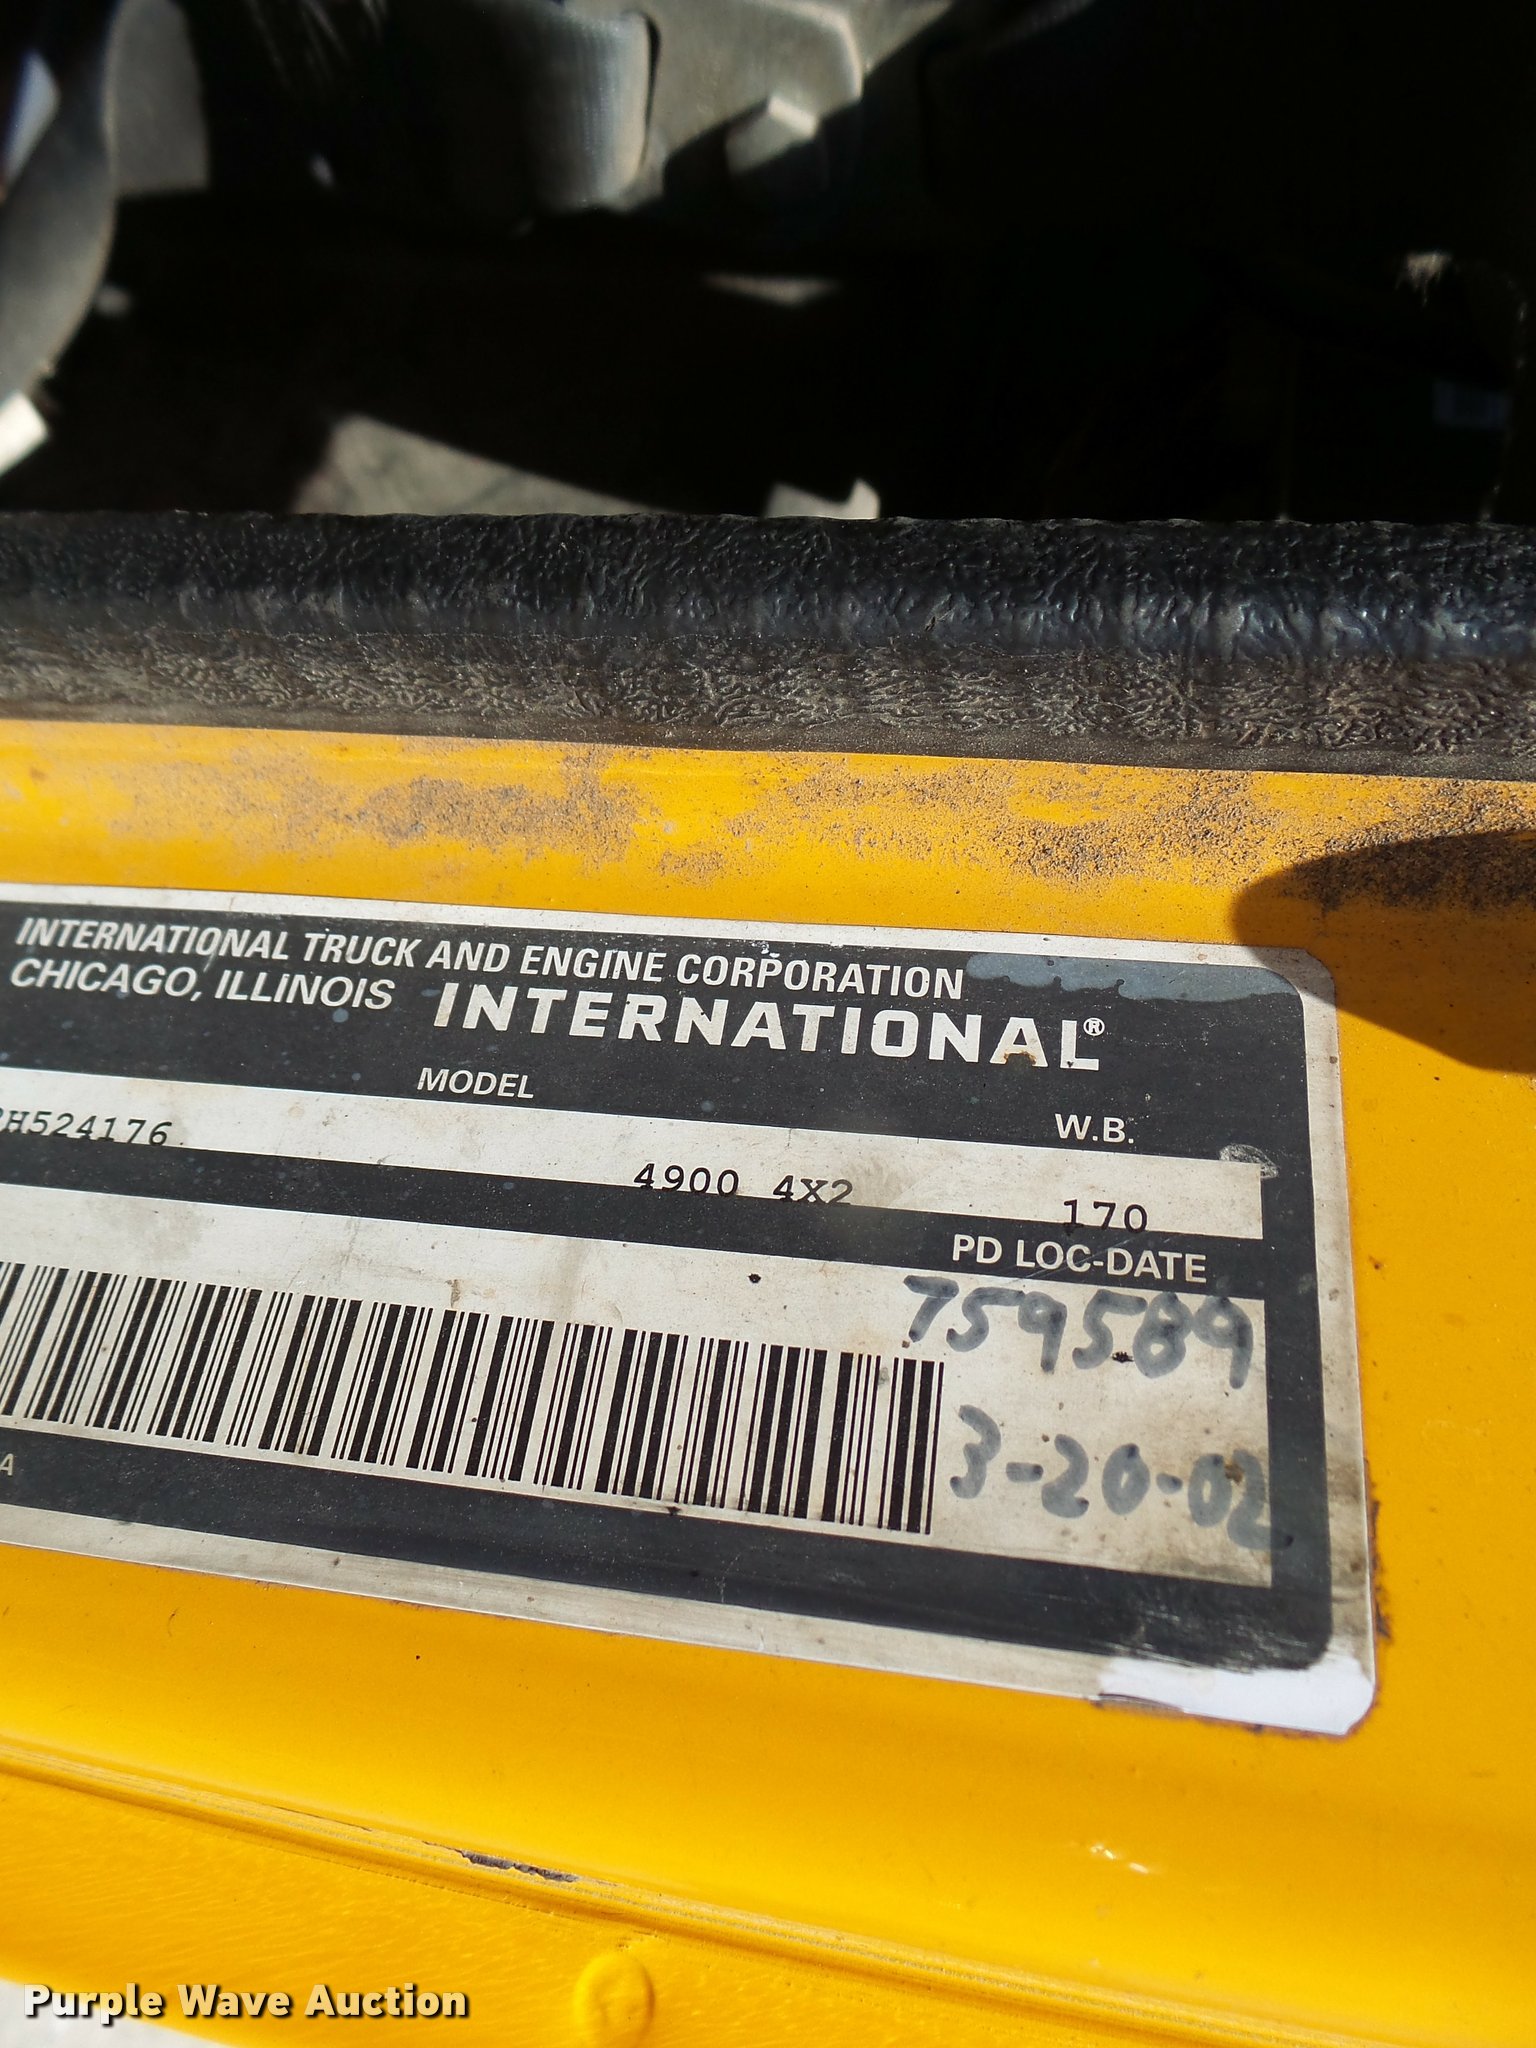 INTERNATIONAL TRUCK AND ENGINE CORPORATION
CHICAGO, ILLINOIS INTERNATIONAL®
MODEL W.B.
H524176 4900 4X2 170
PD LOC-DATE
759589
3-20-02
A
Purple Wave Auction